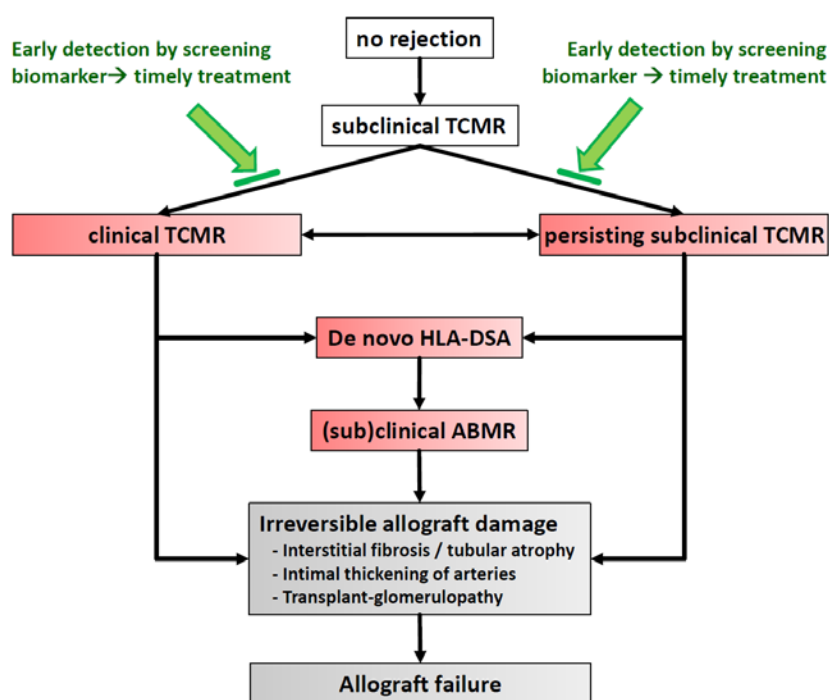 no rejection
Early detection by screening
biomarker→ timely treatment
Early detection by screening
biomarker → timely treatment
subclinical TCMR
clinical TCMR
persisting subclinical TCMR
De novo HLA-DSA
(sub)clinical ABMR
Irreversible allograft damage
- Interstitial fibrosis / tubular atrophy
- Intimal thickening of arteries
- Transplant-glomerulopathy
Allograft failure